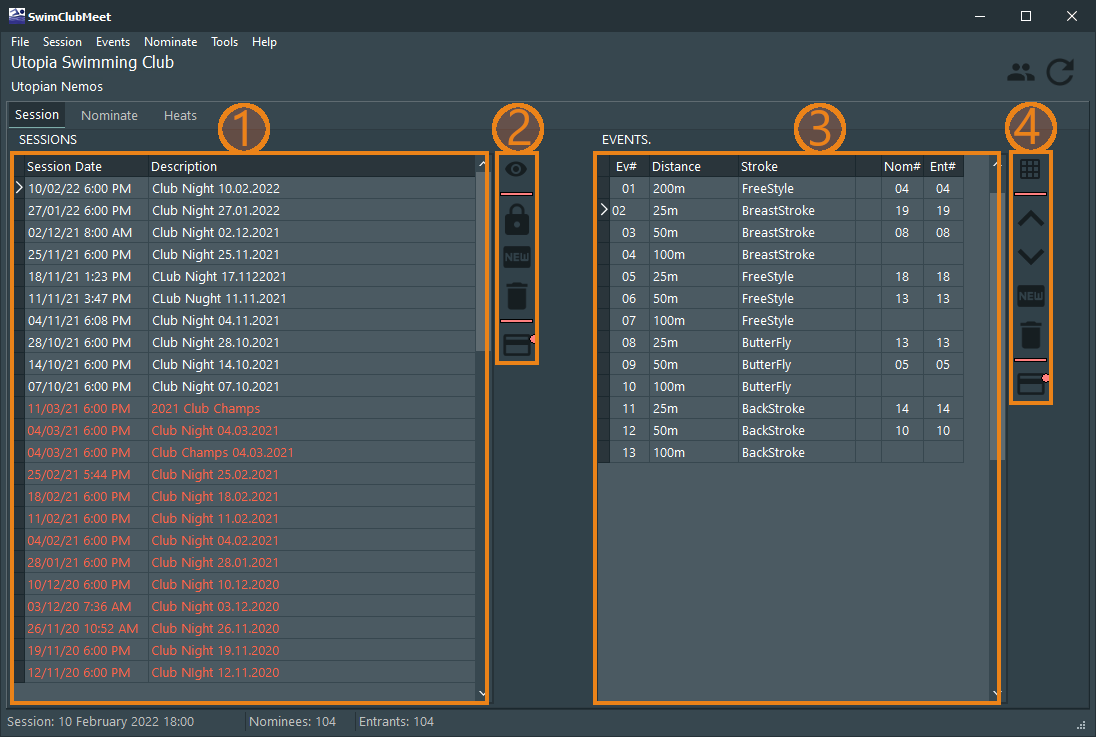 SwimClubMeet
File Session Events Nominate Tools Help
Utopia Swimming Club
Utopian Nemos
Session Nominate Heats
1 2 3 4
SESSIONS
Session Date Description
10/02/22 6:00 PM Club Night 10.02.2022
27/01/22 6:00 PM Club Night 27.01.2022
02/12/21 8:00 AM Club Night 02.12.2021
25/11/21 6:00 PM Club Night 25.11.2021
18/11/21 1:23 PM CLub Night 17.1122021
11/11/21 3:47 PM CLub Nught 11.11.2021
04/11/21 6:08 PM Club Night 04.11.2021
28/10/21 6:00 PM Club Night 28.10.2021
14/10/21 6:00 PM Club Night 14.10.2021
07/10/21 6:00 PM Club Night 07.10.2021
11/03/21 6:00 PM 2021 Club Champs
04/03/21 6:00 PM Club Night 04.03.2021
04/03/21 6:00 PM Club Champs 04.03.2021
25/02/21 5:44 PM Club Night 25.02.2021
18/02/21 6:00 PM Club Night 18.02.2021
11/02/21 6:00 PM Club Night 11.02.2021
04/02/21 6:00 PM Club Night 04.02.2021
28/01/21 6:00 PM Club Night 28.01.2021
10/12/20 6:00 PM Club Night 10.12.2020
03/12/20 7:36 AM Club Night 03.12.2020
26/11/20 10:52 AM Club Night 26.11.2020
19/11/20 6:00 PM Club Night 19.11.2020
12/11/20 6:00 PM Club Night 12.11.2020
NEW
EVENTS.
Ev# Distance Stroke Nom# Ent#
01 200m FreeStyle 04 04
02 25m BreastStroke 19 19
03 50m BreastStroke 08 08
04 100m BreastStroke
05 25m FreeStyle 18 18
06 50m FreeStyle 13 13
07 100m FreeStyle
08 25m ButterFly 13 13
09 50m ButterFly 05 05
10 100m ButterFly
11 25m BackStroke 14 14
12 50m BackStroke 10 10
13 100m BackStroke
NEW
Session: 10 February 2022 18:00 Nominees: 104 Entrants: 104